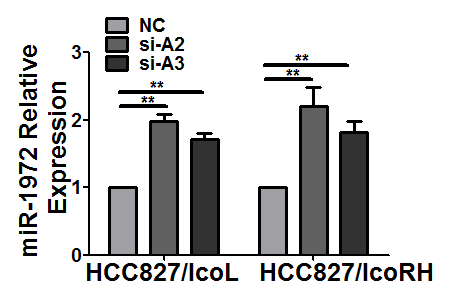 NC
si-A2
si-A3
miR-1972 Relative
Expression
3
2
1
0
**
**
**
**
HCC827/IcoL
HCC827/IcoRH